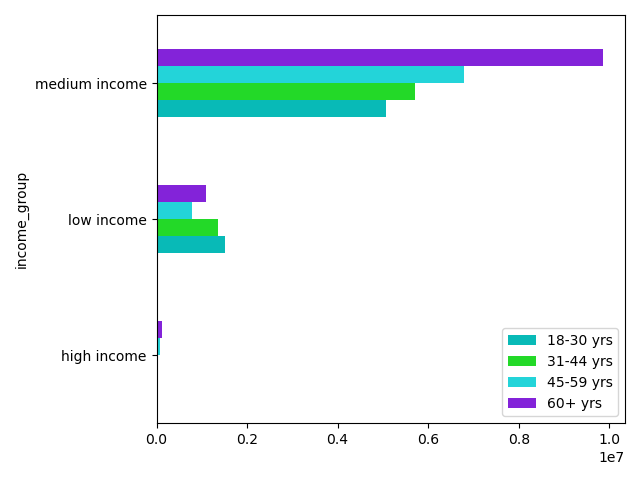 medium income
low income
high income
income_group
0.0 0.2 0.4 0.6 0.8 1.0
1e7
18-30 yrs
31-44 yrs
45-59 yrs
60+ yrs